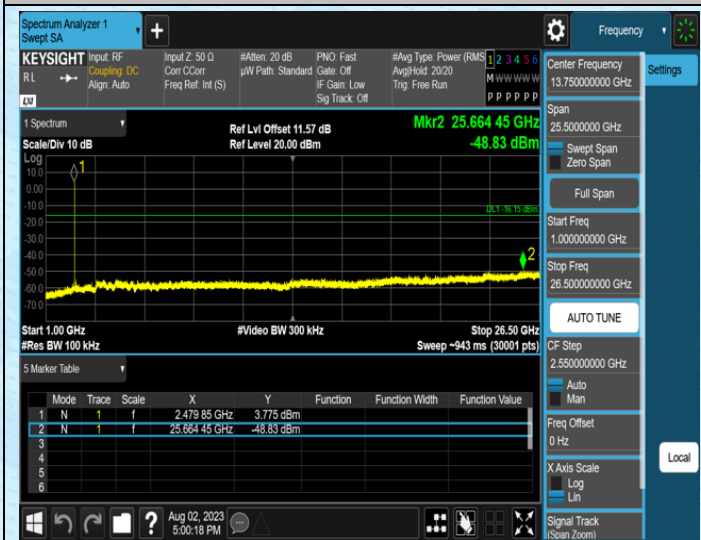 Spectrum Analyzer 1
Swept SA
+
Frequency
KEYSIGHT
RL
LXI
Input: RF
Coupling: DC
Align: Auto
Input Z: 50 Ω
Corr CCorr
Freq Ref: Int (S)
#Atten: 20 dB
µW Path: Standard
PNO: Fast
Gate: Off
IF Gain: Low
Sig Track: Off
#Avg Type: Power (RMS
Avg|Hold: 20/20
Trig: Free Run
1 2 3 4 5 6
M W W W W W
P P P P P P
1 Spectrum
Scale/Div 10 dB
Ref Lvl Offset 11.57 dB
Ref Level 20.00 dBm
Mkr2 25.664 45 GHz
-48.83 dBm
Log
10.0
0.00
-10.0
-20.0
-30.0
-40.0
-50.0
-60.0
-70.0
1
DL1 -16.15 dBm
2
Start 1.00 GHz
#Res BW 100 kHz
#Video BW 300 kHz
Stop 26.50 GHz
Sweep ~943 ms (30001 pts)
5 Marker Table
Mode Trace Scale X Y Function Function Width Function Value
1 N 1 f 2.479 85 GHz 3.775 dBm
2 N 1 f 25.664 45 GHz -48.83 dBm
3
4
5
6
?
Aug 02, 2023
5:00:18 PM
Center Frequency
13.750000000 GHz
Span
25.5000000 GHz
Swept Span
Zero Span
Full Span
Start Freq
1.000000000 GHz
Stop Freq
26.500000000 GHz
AUTO TUNE
CF Step
2.550000000 GHz
Auto
Man
Freq Offset
0 Hz
X Axis Scale
Log
Lin
Signal Track
(Span Zoom)
Settings
Local